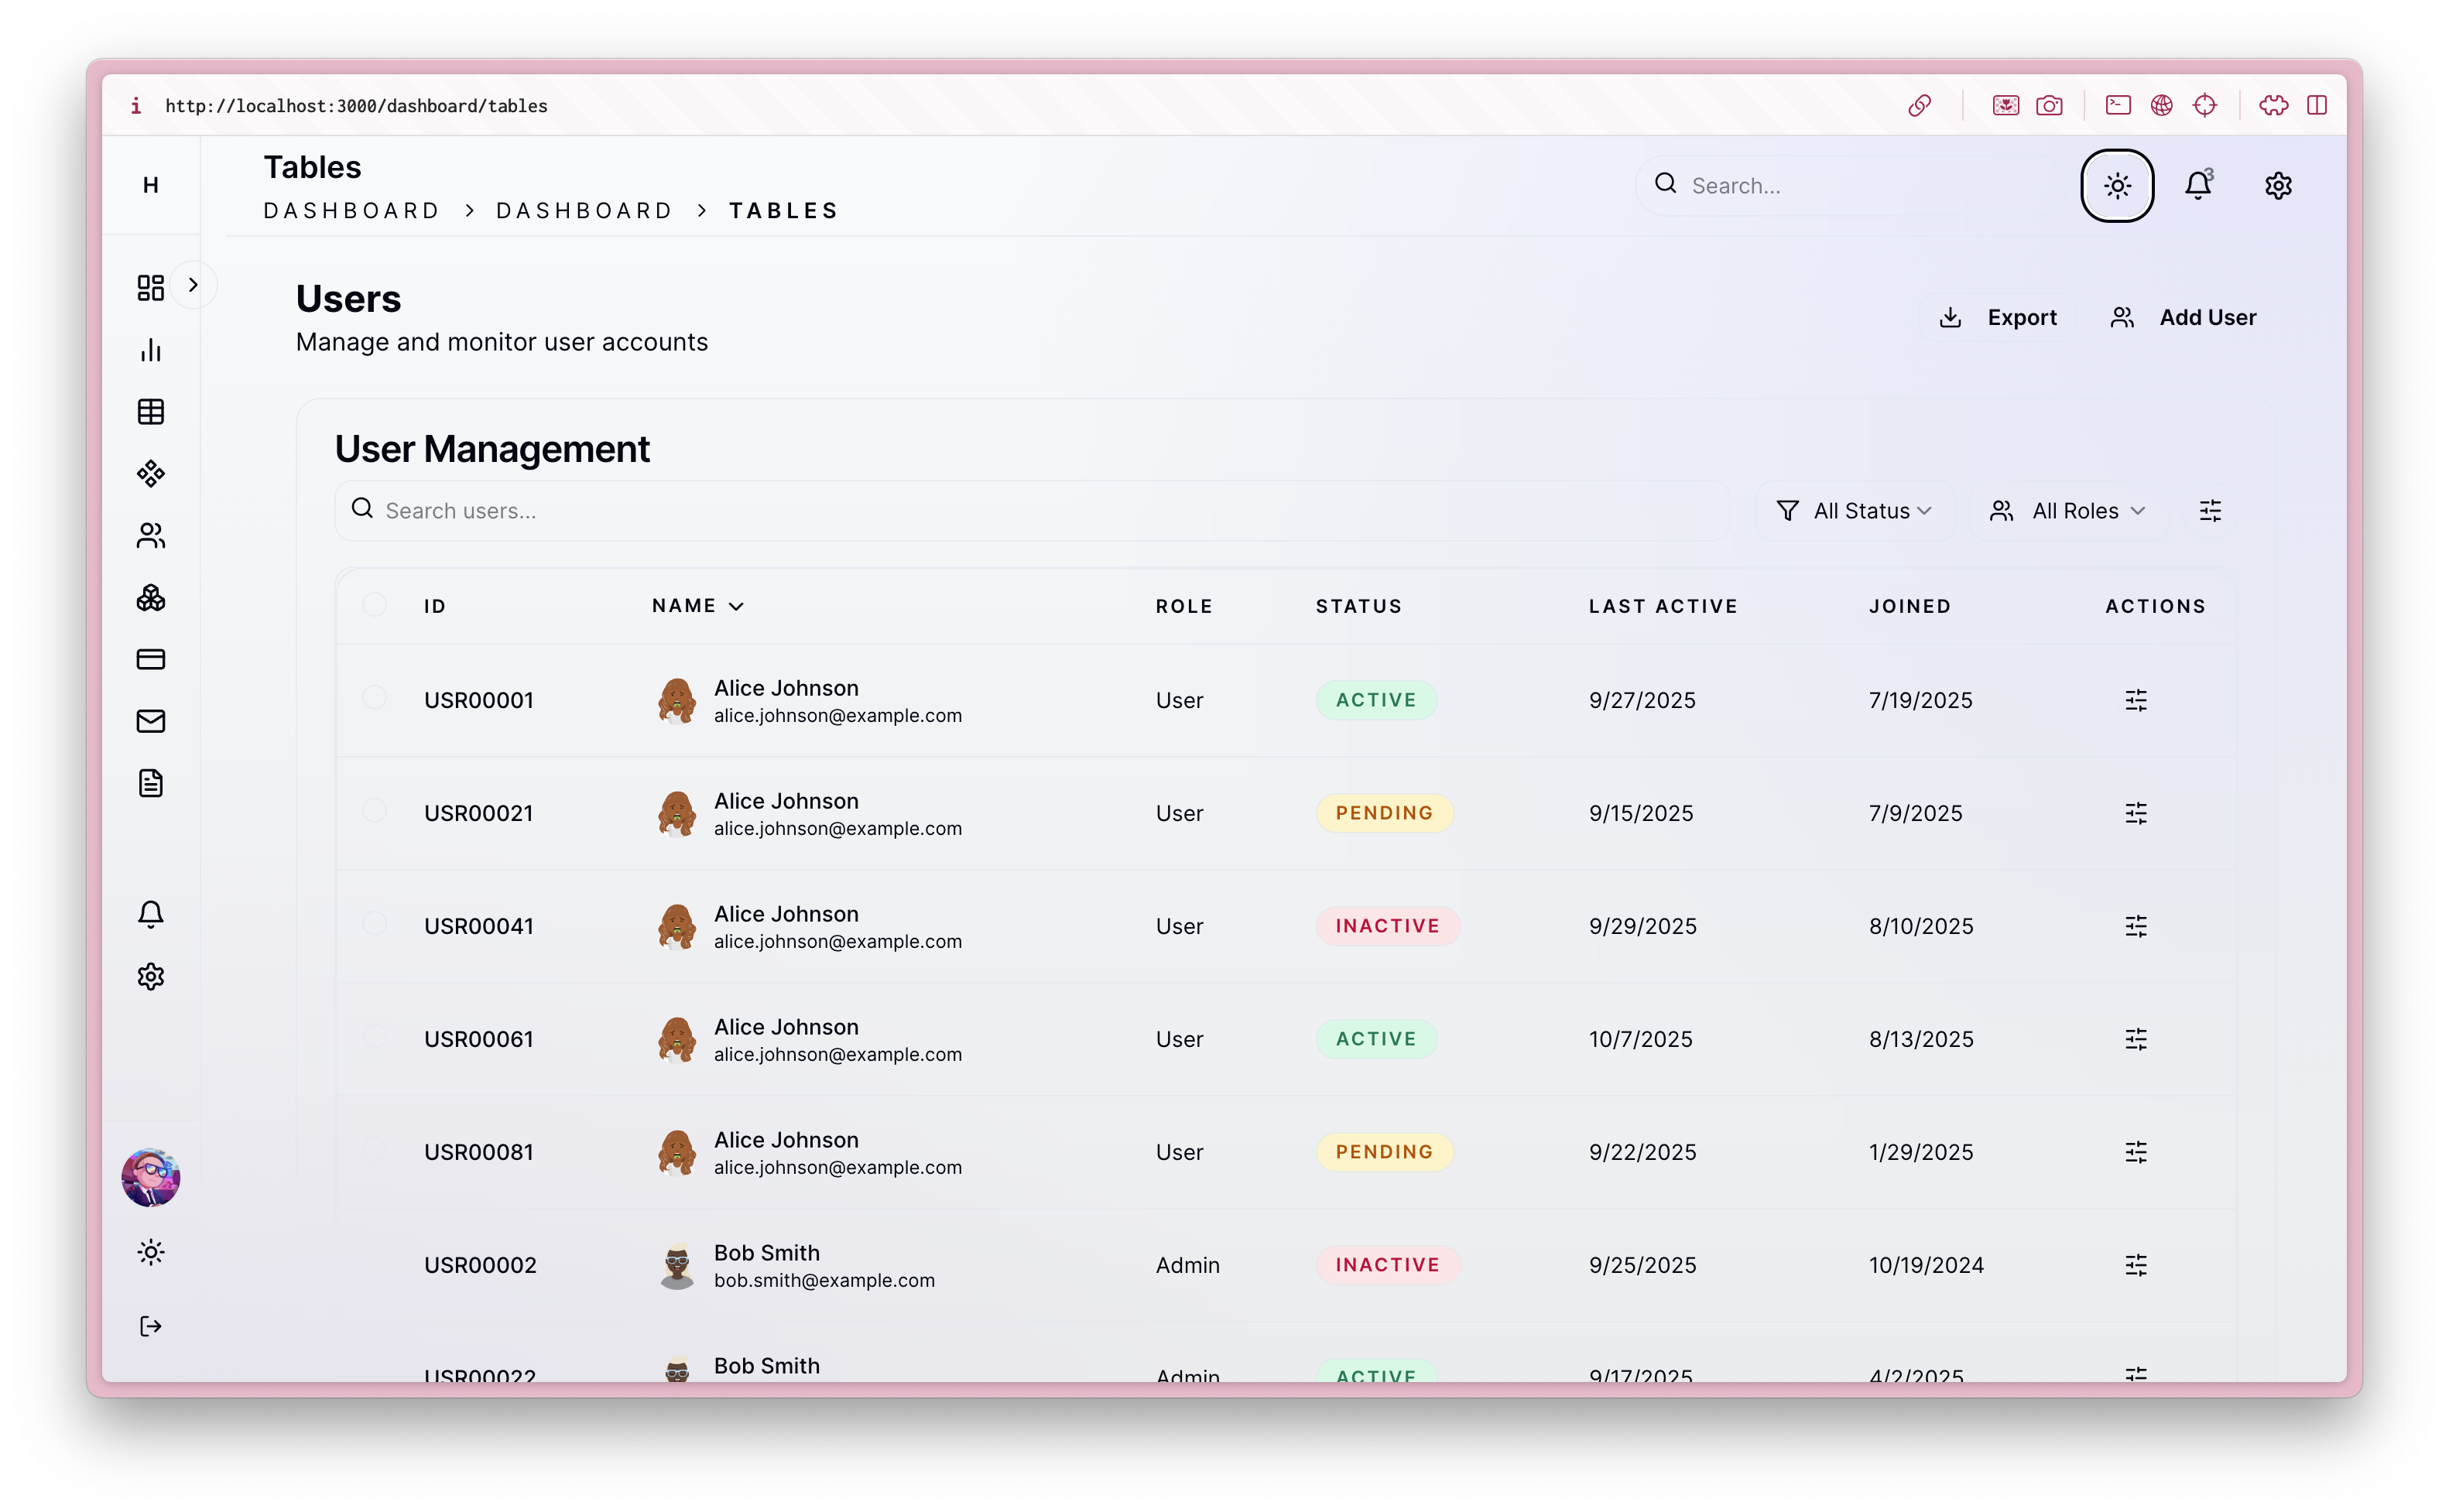 i http://localhost:3000/dashboard/tables
H
Tables
DASHBOARD > DASHBOARD > TABLES
Search...
3
Users
Manage and monitor user accounts
Export
Add User
User Management
Search users...
All Status
All Roles
ID NAME ROLE STATUS LAST ACTIVE JOINED ACTIONS
USR00001 Alice Johnson User ACTIVE 9/27/2025 7/19/2025
alice.johnson@example.com
USR00021 Alice Johnson User PENDING 9/15/2025 7/9/2025
alice.johnson@example.com
USR00041 Alice Johnson User INACTIVE 9/29/2025 8/10/2025
alice.johnson@example.com
USR00061 Alice Johnson User ACTIVE 10/7/2025 8/13/2025
alice.johnson@example.com
USR00081 Alice Johnson User PENDING 9/22/2025 1/29/2025
alice.johnson@example.com
USR00002 Bob Smith Admin INACTIVE 9/25/2025 10/19/2024
bob.smith@example.com
USR00022 Bob Smith Admin ACTIVE 9/17/2025 4/2/2025